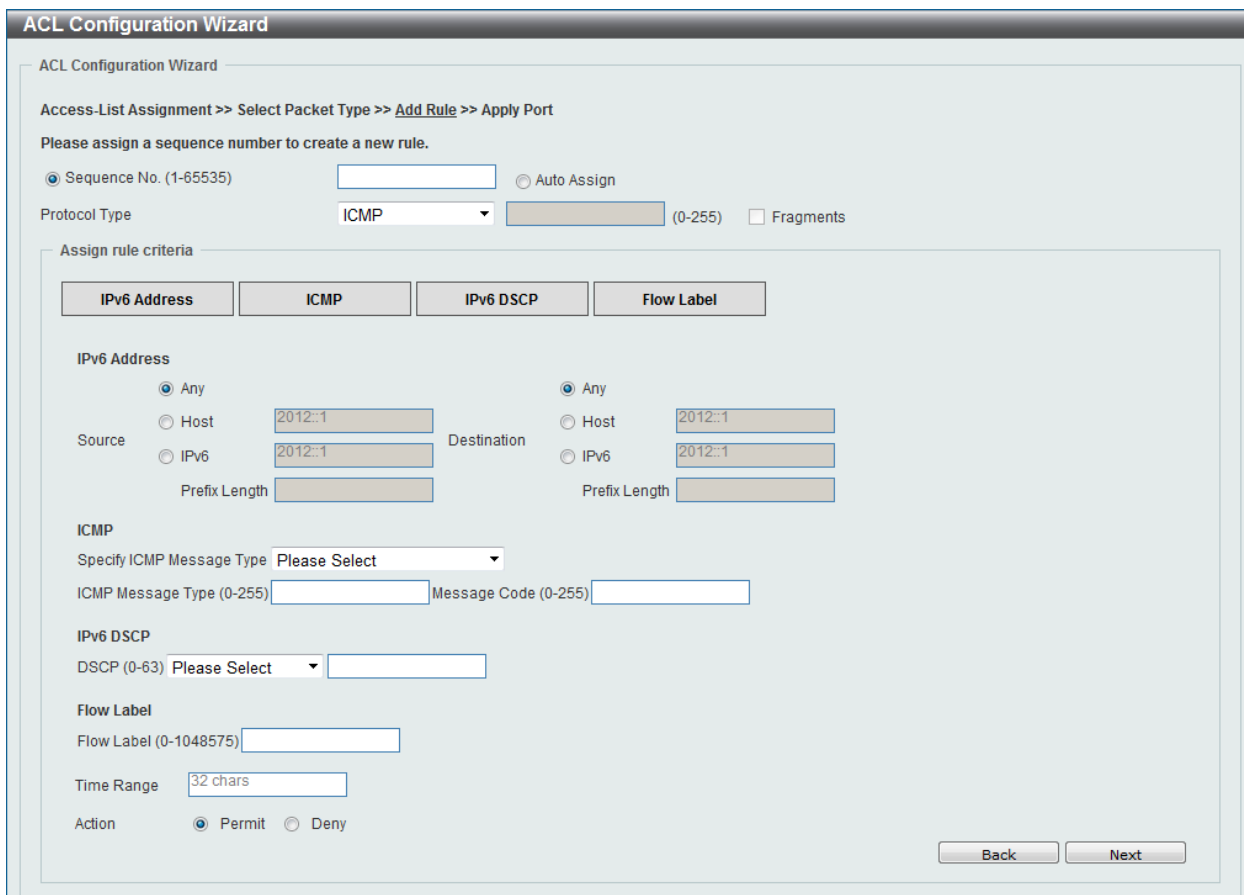 ACL Configuration Wizard
ACL Configuration Wizard
Access-List Assignment >> Select Packet Type >> Add Rule >> Apply Port
Please assign a sequence number to create a new rule.
Sequence No. (1-65535) Auto Assign
Protocol Type ICMP (0-255) Fragments
Assign rule criteria
IPv6 Address ICMP IPv6 DSCP Flow Label
IPv6 Address
Any Any
Host 2012::1 Host 2012::1
Source Destination
IPv6 2012::1 IPv6 2012::1
Prefix Length Prefix Length
ICMP
Specify ICMP Message Type Please Select
ICMP Message Type (0-255) Message Code (0-255)
IPv6 DSCP
DSCP (0-63) Please Select
Flow Label
Flow Label (0-1048575)
Time Range 32 chars
Action Permit Deny
Back Next